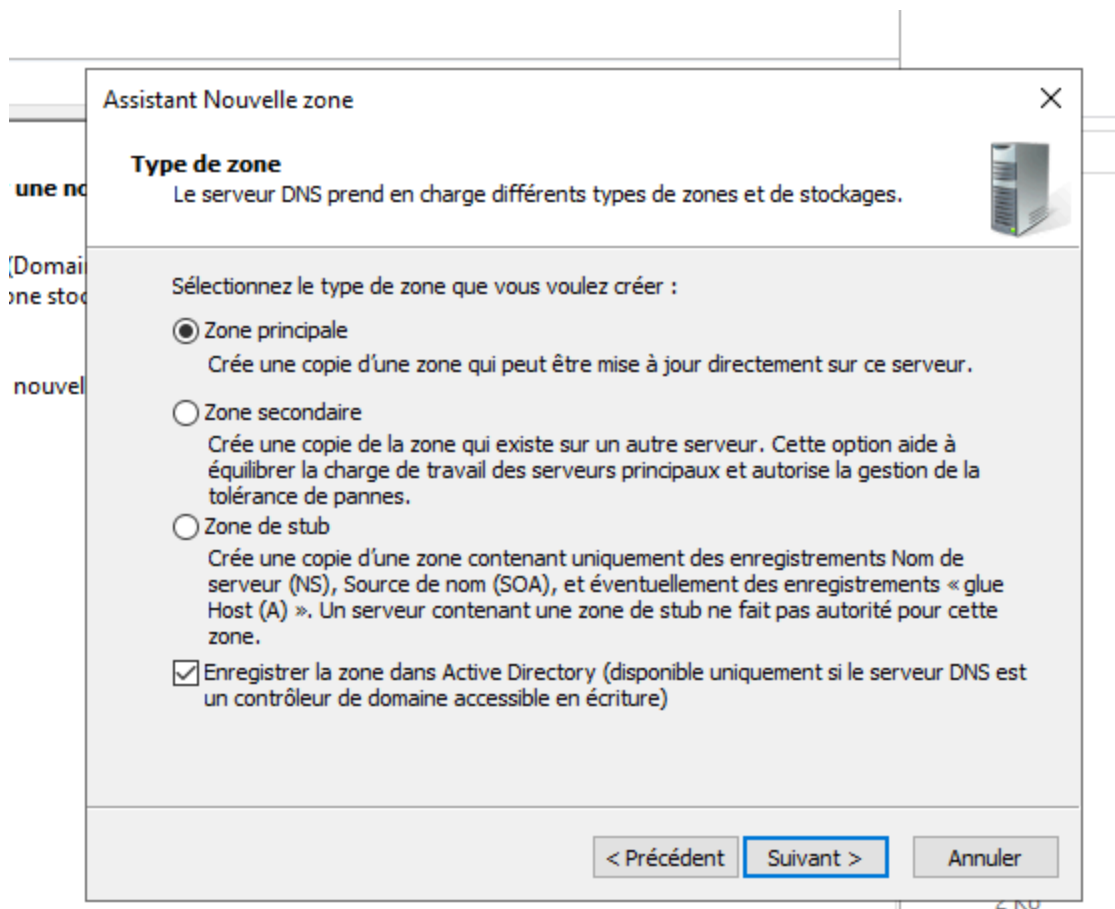 Assistant Nouvelle zone
Type de zone
Le serveur DNS prend en charge différents types de zones et de stockages.
une no
(Domai
one stoc
nouvel
Sélectionnez le type de zone que vous voulez créer :
Zone principale
Crée une copie d'une zone qui peut être mise à jour directement sur ce serveur.
Zone secondaire
Crée une copie de la zone qui existe sur un autre serveur. Cette option aide à
équilibrer la charge de travail des serveurs principaux et autorise la gestion de la
tolérance de pannes.
Zone de stub
Crée une copie d'une zone contenant uniquement des enregistrements Nom de
serveur (NS), Source de nom (SOA), et éventuellement des enregistrements « glue
Host (A) ». Un serveur contenant une zone de stub ne fait pas autorité pour cette
zone.
Enregistrer la zone dans Active Directory (disponible uniquement si le serveur DNS est
un contrôleur de domaine accessible en écriture)
< Précédent
Suivant >
Annuler